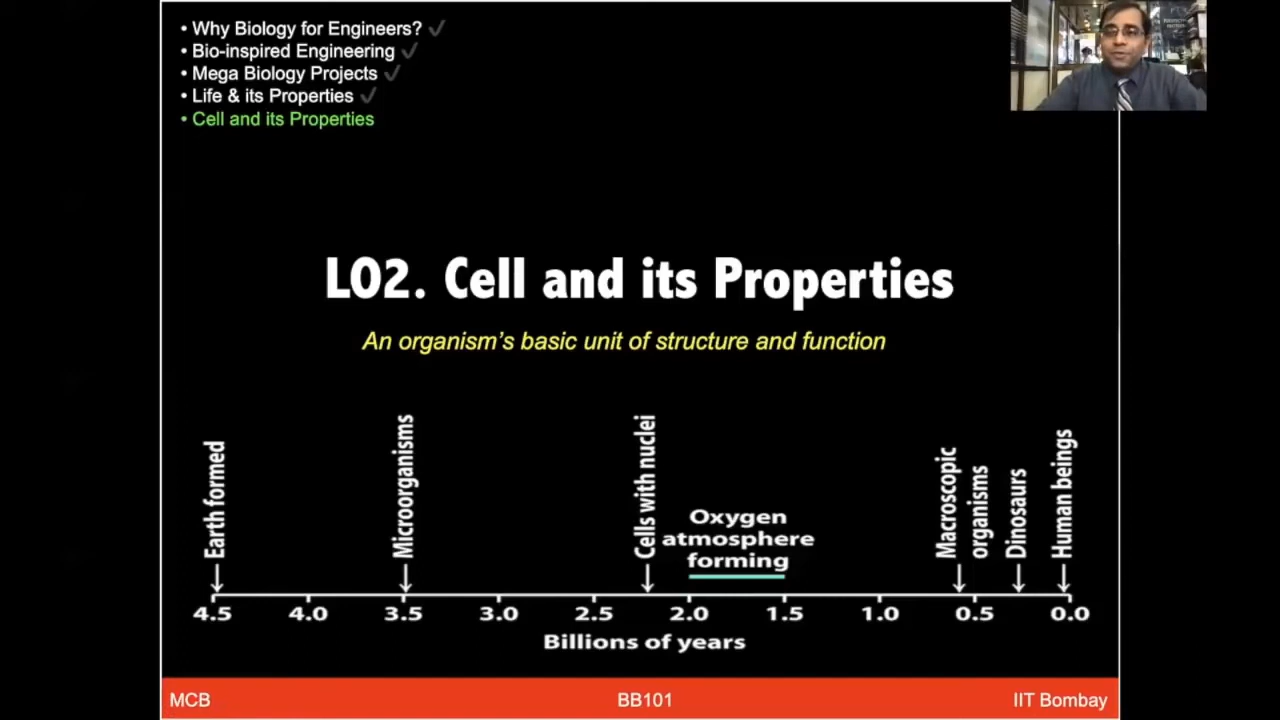 • Why Biology for Engineers? ✓
• Bio-inspired Engineering ✓
• Mega Biology Projects ✓
• Life & its Properties ✓
• Cell and its Properties
LO2. Cell and its Properties
An organism's basic unit of structure and function
Earth formed
Microorganisms
Cells with nuclei
Oxygen
atmosphere
forming
Macroscopic
organisms
Dinosaurs
Human beings
4.5 4.0 3.5 3.0 2.5 2.0 1.5 1.0 0.5 0.0
Billions of years
MCB BB101 IIT Bombay